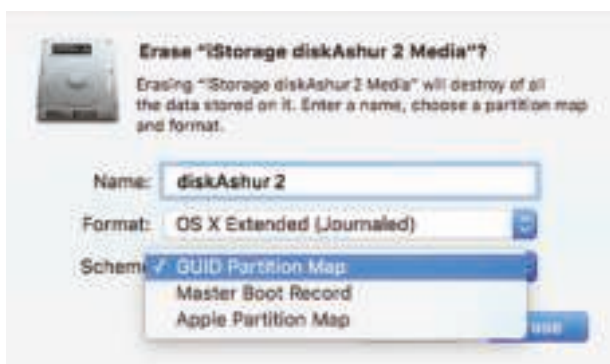 Erase “iStorage diskAshur 2 Media”?
Erasing “iStorage diskAshur 2 Media” will destroy of all
the data stored on it. Enter a name, choose a partition map
and format.
Name: diskAshur 2
Format: OS X Extended (Journaled)
Scheme ✓ GUID Partition Map
Master Boot Record
Apple Partition Map